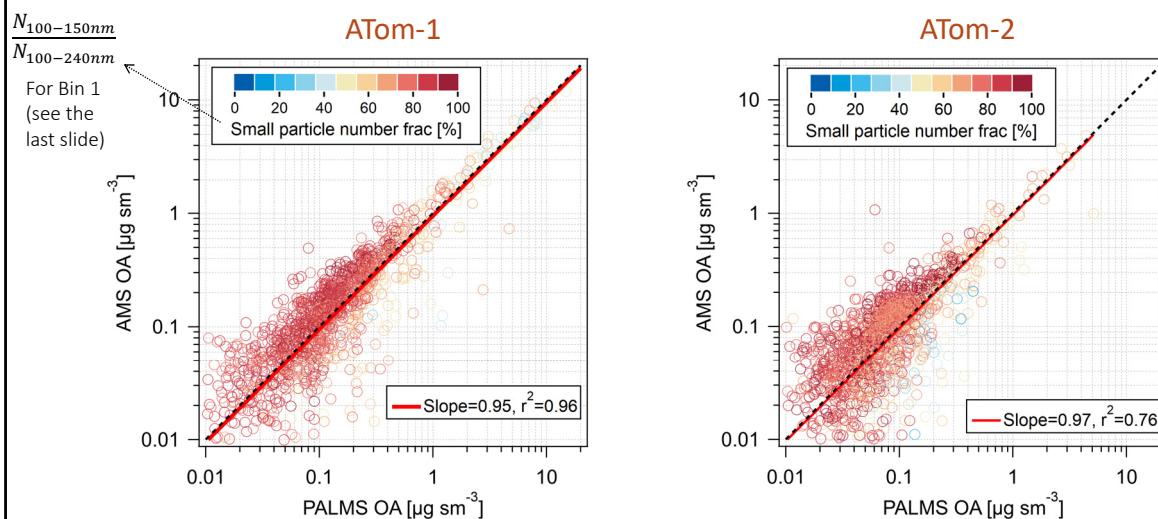 N_{100−150nm}
N_{100−240nm}
For Bin 1
(see the
last slide)
ATom-1
0 20 40 60 80 100
Small particle number frac [%]
10
1
0.1
0.01
AMS OA [µg sm⁻³]
Slope=0.95, r²=0.96
0.01 0.1 1 10
PALMS OA [µg sm⁻³]
ATom-2
0 20 40 60 80 100
Small particle number frac [%]
10
1
0.1
0.01
AMS OA [µg sm⁻³]
Slope=0.97, r²=0.76
0.01 0.1 1 10
PALMS OA [µg sm⁻³]